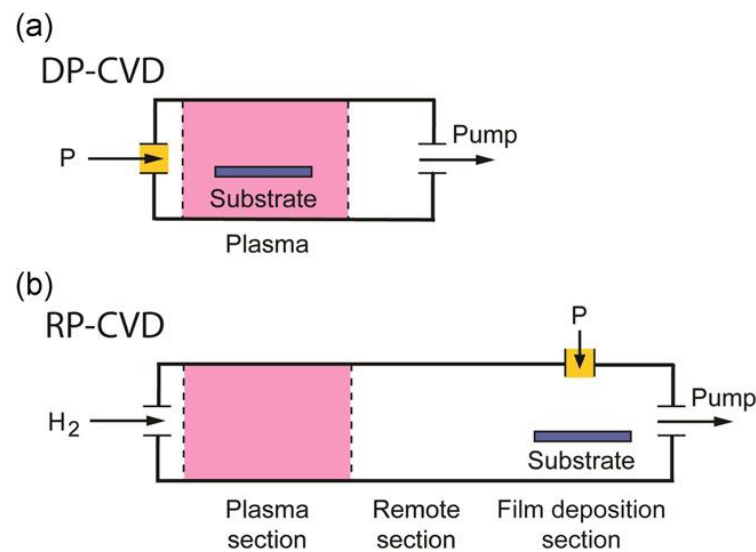 (a)
DP-CVD
P
Pump
Substrate
Plasma
(b)
RP-CVD
P
H₂
Pump
Substrate
Plasma section
Remote section
Film deposition section